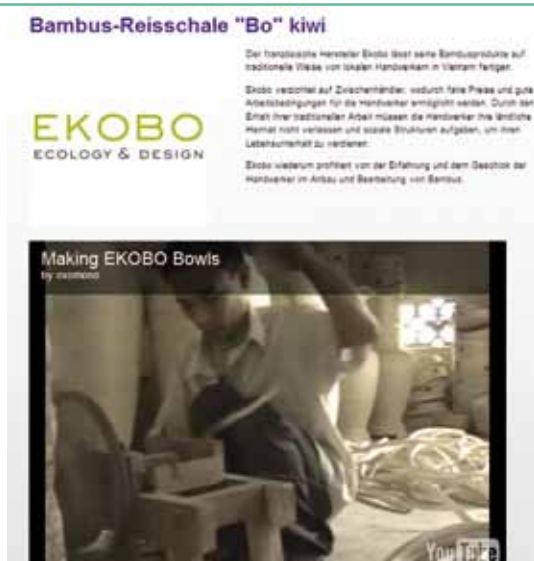 Bambus-Reisschale "Bo" kiwi
Der französische Hersteller Ekobo lässt seine Bambusprodukte auf
traditionelle Weise von lokalen Handwerkern in Vietnam fertigen.
Ekobo verzichtet auf Zwischenhändler, wodurch faire Preise und gute
Arbeitsbedingungen für die Handwerker ermöglicht werden. Durch den
Erhalt ihrer traditionellen Arbeit müssen die Handwerker ihre ländliche
Heimat nicht verlassen und soziale Strukturen aufgeben, um ihren
Lebensunterhalt zu verdienen.
Ekobo wiederum profitiert von der Erfahrung und dem Geschick der
Handwerker im Anbau und Bearbeitung von Bambus.
EKOBO
ECOLOGY & DESIGN
Making EKOBO Bowls
by
YouTube